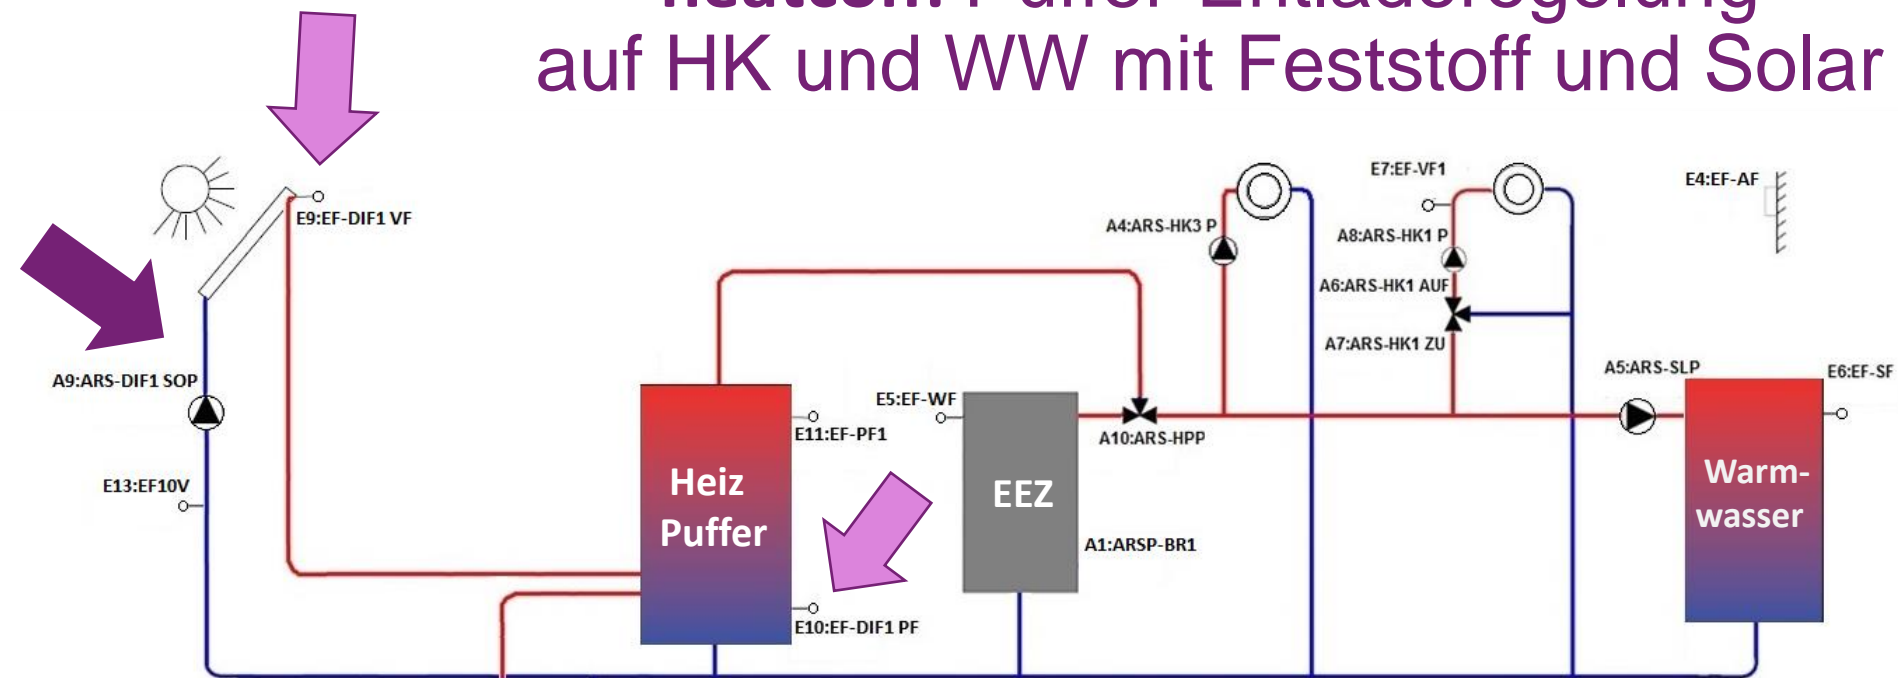 Puffer Entladeregelung
auf HK und WW mit Feststoff und Solar
E9:EF-DIF1 VF
A9:ARS-DIF1 SOP
E13:EF10V
Heiz
Puffer
E11:EF-PF1
E10:EF-DIF1 PF
E5:EF-WF
EEZ
A1:ARSP-BR1
A10:ARS-HPP
A4:ARS-HK3 P
E7:EF-VF1
A8:ARS-HK1 P
A6:ARS-HK1 AUF
A7:ARS-HK1 ZU
E4:EF-AF
A5:ARS-SLP
E6:EF-SF
Warm-
wasser